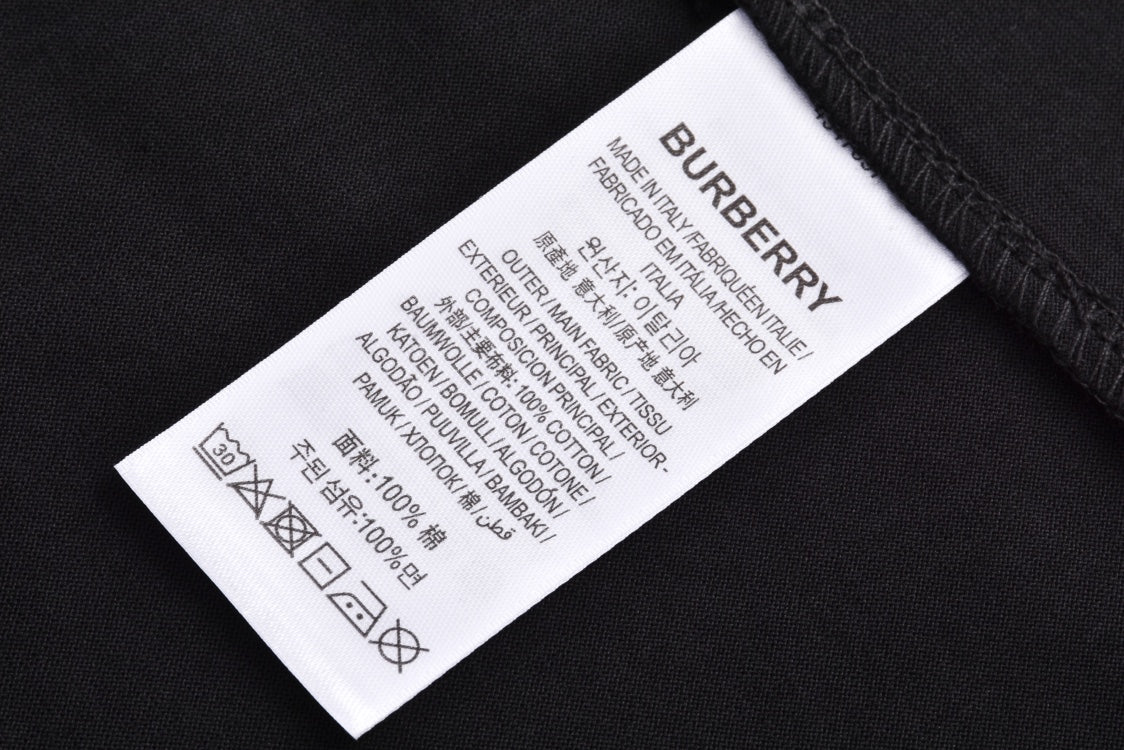 BURBERRY
MADE IN ITALY/FABRIQUÉ EN ITALIE /
FABRICADO EM ITALIA/HECHO EN
ITALIA
원산지: 이탈리아
原產地 意大利/原产地 意大利
OUTER / MAIN FABRIC / TISSU
EXTERIEUR / PRINCIPAL / EXTERIOR -
COMPOSICION PRINCIPAL /
外部/主要布料: 100% COTTON /
BAUMWOLLE / COTON / COTONE /
KATOEN / BOMULL / ALGODÓN /
ALGODÃO / PUUVILLA / BAMBAKI /
PAMUK / ХПОПОК / 棉 / قطن
面料:100% 棉
주된 섬유:100%면
30